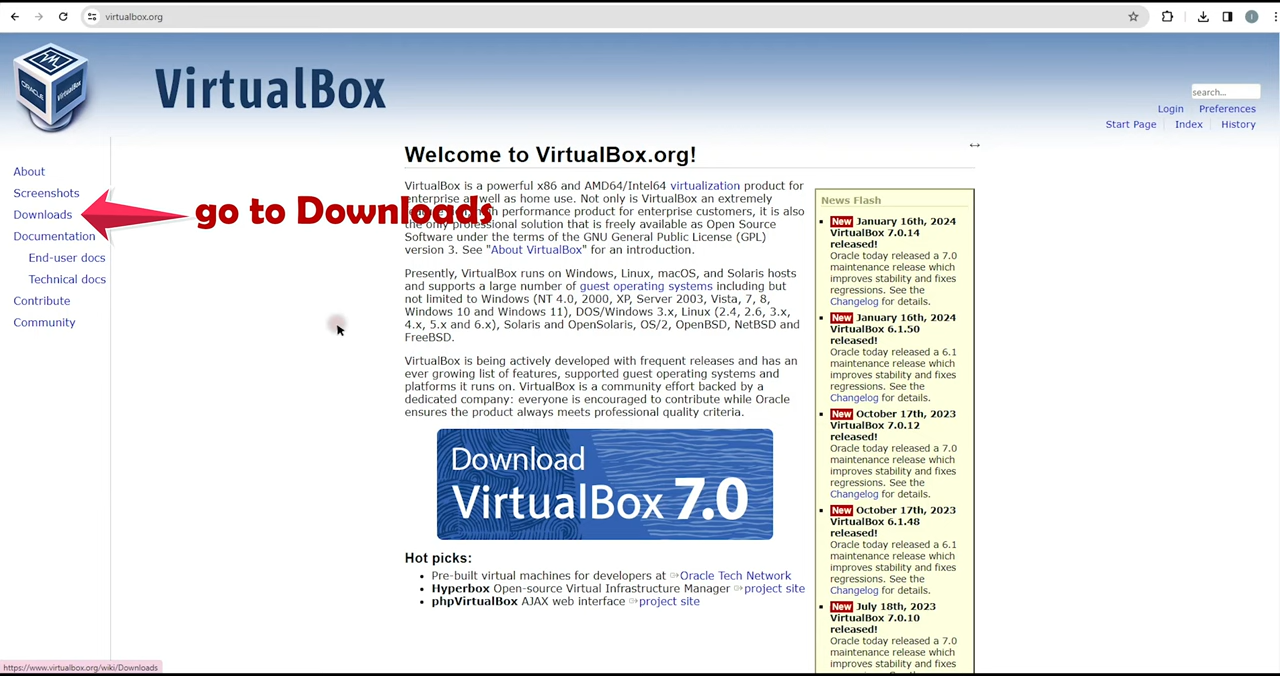 virtualbox.org
ORACLE
VirtualBox
VirtualBox
search...
Login Preferences
Start Page Index History
About
Screenshots
Downloads
Documentation
End-user docs
Technical docs
Contribute
Community
go to Downloads
Welcome to VirtualBox.org!
VirtualBox is a powerful x86 and AMD64/Intel64 virtualization product for
enterprise as well as home use. Not only is VirtualBox an extremely
performance product for enterprise customers, it is also
the only professional solution that is freely available as Open Source
Software under the terms of the GNU General Public License (GPL)
version 3. See "About VirtualBox" for an introduction.
Presently, VirtualBox runs on Windows, Linux, macOS, and Solaris hosts
and supports a large number of guest operating systems including but
not limited to Windows (NT 4.0, 2000, XP, Server 2003, Vista, 7, 8,
Windows 10 and Windows 11), DOS/Windows 3.x, Linux (2.4, 2.6, 3.x,
4.x, 5.x and 6.x), Solaris and OpenSolaris, OS/2, OpenBSD, NetBSD and
FreeBSD.
VirtualBox is being actively developed with frequent releases and has an
ever growing list of features, supported guest operating systems and
platforms it runs on. VirtualBox is a community effort backed by a
dedicated company: everyone is encouraged to contribute while Oracle
ensures the product always meets professional quality criteria.
Download
VirtualBox 7.0
Hot picks:
Pre-built virtual machines for developers at Oracle Tech Network
Hyperbox Open-source Virtual Infrastructure Manager project site
phpVirtualBox AJAX web interface project site
News Flash
New January 16th, 2024
VirtualBox 7.0.14
released!
Oracle today released a 7.0
maintenance release which
improves stability and fixes
regressions. See the
Changelog for details.
New January 16th, 2024
VirtualBox 6.1.50
released!
Oracle today released a 6.1
maintenance release which
improves stability and fixes
regressions. See the
Changelog for details.
New October 17th, 2023
VirtualBox 7.0.12
released!
Oracle today released a 7.0
maintenance release which
improves stability and fixes
regressions. See the
Changelog for details.
New October 17th, 2023
VirtualBox 6.1.48
released!
Oracle today released a 6.1
maintenance release which
improves stability and fixes
regressions. See the
Changelog for details.
New July 18th, 2023
VirtualBox 7.0.10
released!
Oracle today released a 7.0
maintenance release which
improves stability and fixes
https://www.virtualbox.org/wiki/Downloads